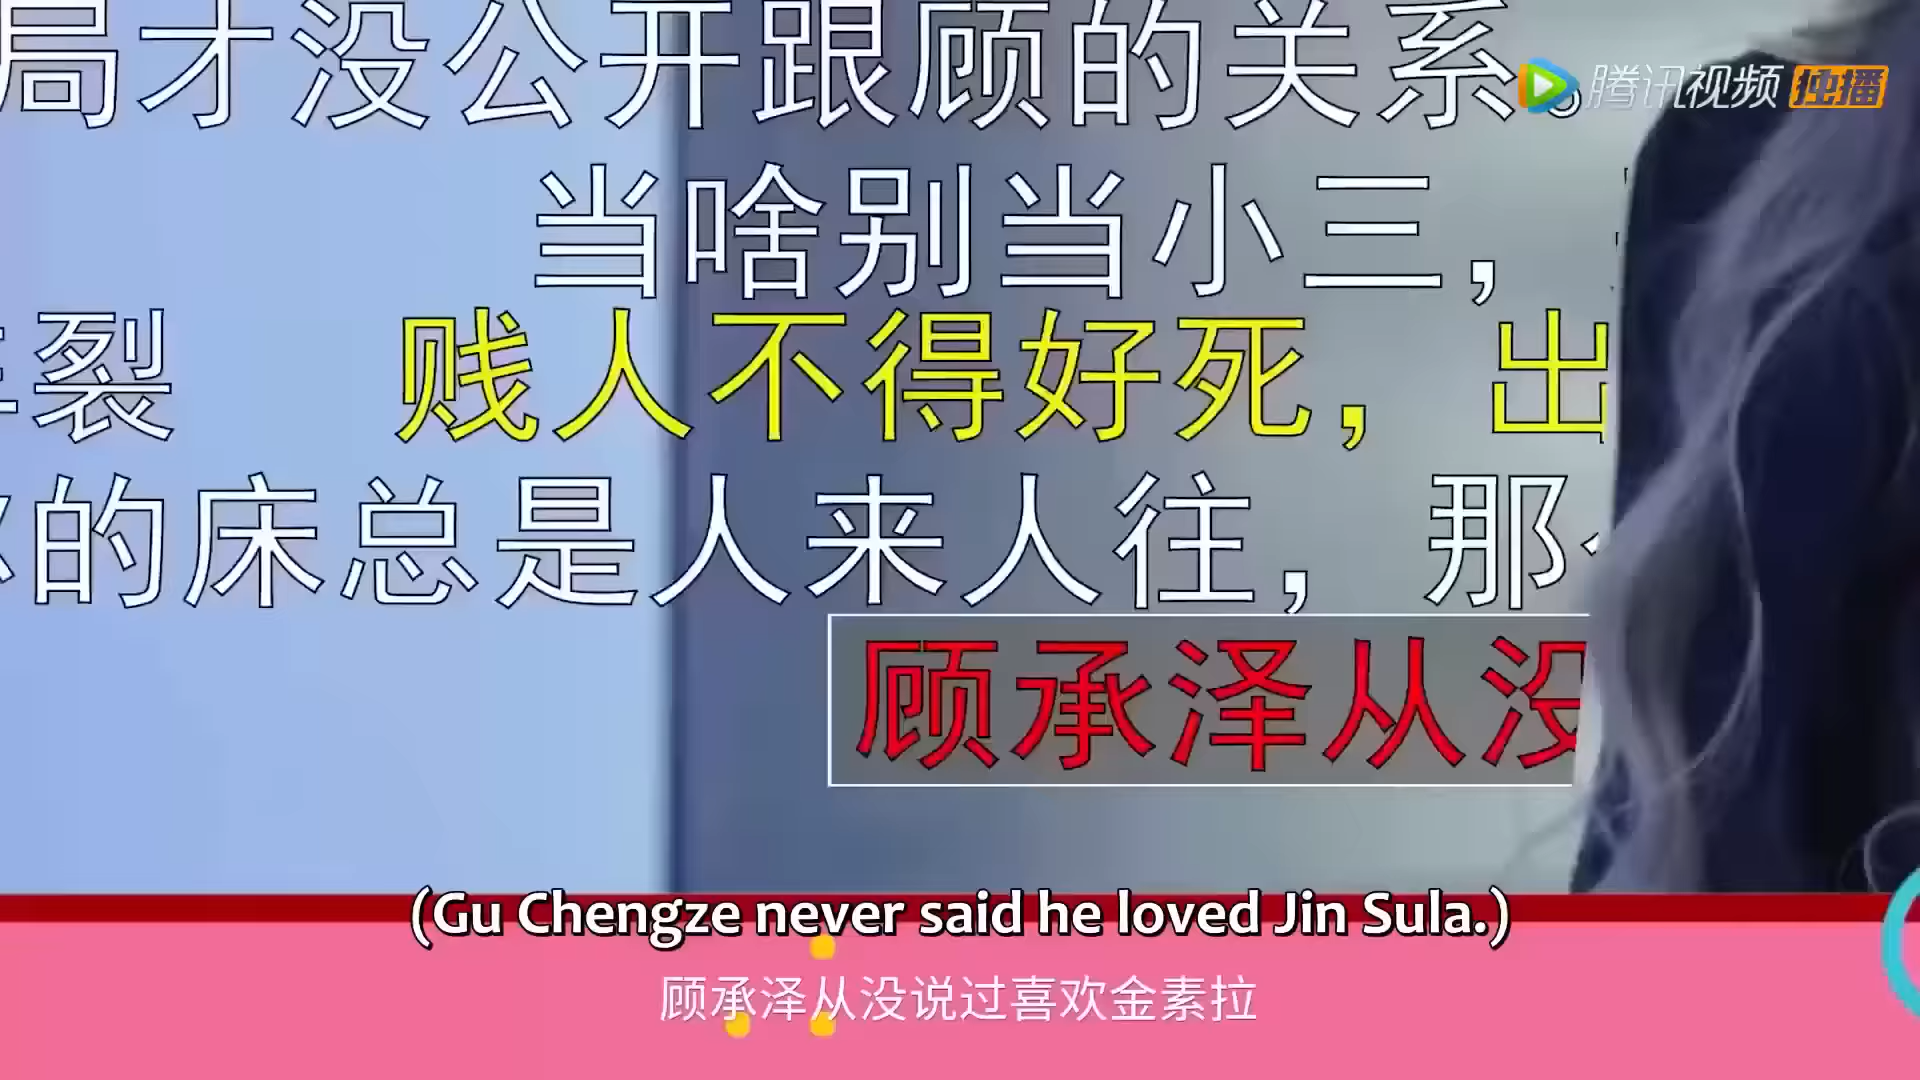 局才没公开跟顾的关系。
腾讯视频 独播
当啥别当小三，
裂 贱人不得好死，出
的床总是人来人往，那
顾承泽从没
(Gu Chengze never said he loved Jin Sula.)
顾承泽从没说过喜欢金素拉